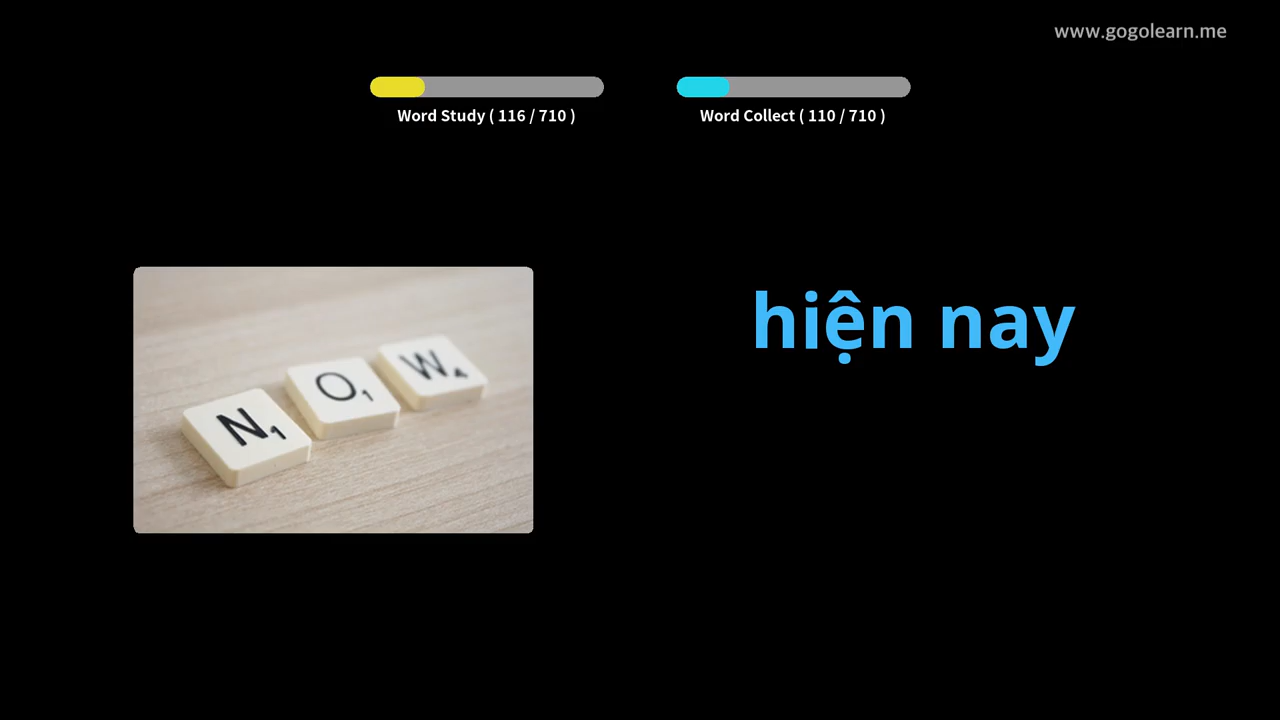 www.gogolearn.me
Word Study ( 116 / 710 )
Word Collect ( 110 / 710 )
hiện nay
N1 O1 W4